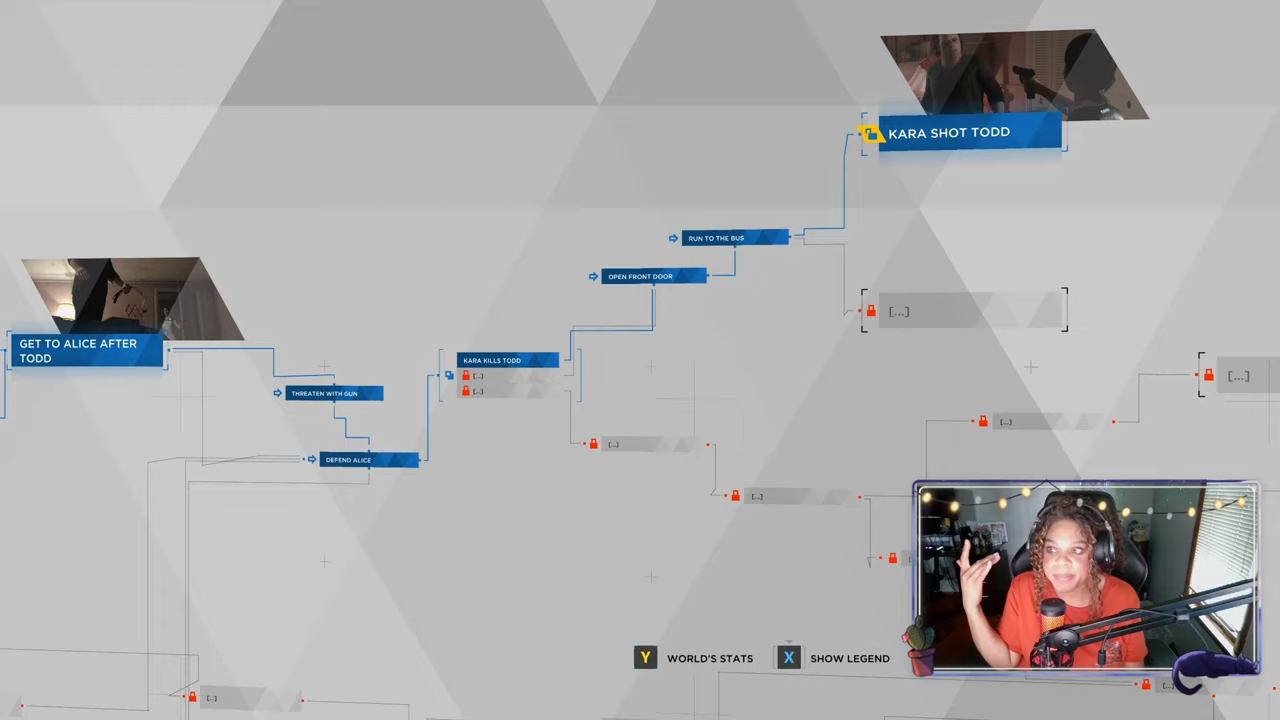 KARA SHOT TODD
RUN TO THE BUS
OPEN FRONT DOOR
[...]
GET TO ALICE AFTER
TODD
KARA KILLS TODD
[...]
[...]
[...]
THREATEN WITH GUN
[...]
[...]
DEFEND ALICE
[...]
[...]
Y WORLD'S STATS X SHOW LEGEND
[...]
[...]